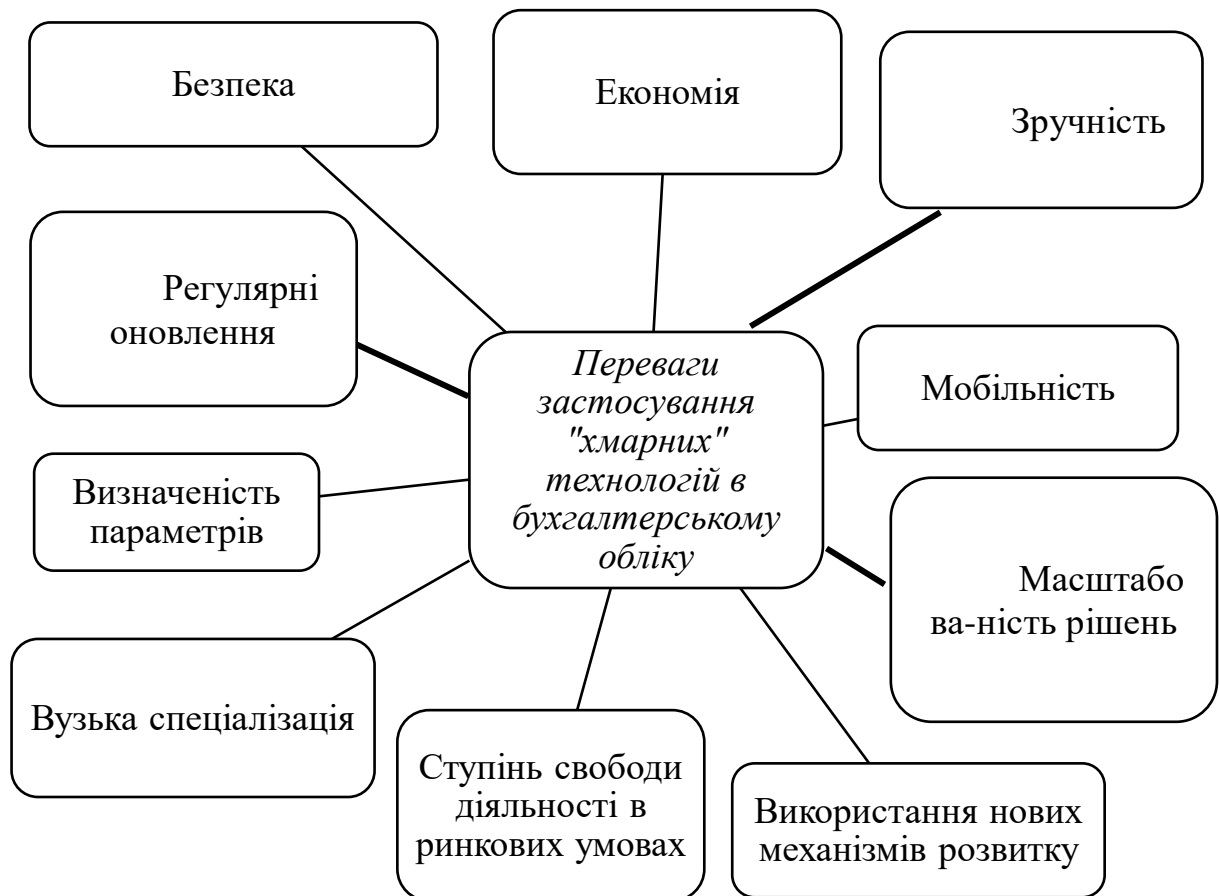 Безпека
Економія
Зручність
Регулярні
оновлення
Переваги
застосування
"хмарних"
технологій в
бухгалтерському
обліку
Мобільність
Визначеність
параметрів
Масштабо
ва-ність рішень
Вузька спеціалізація
Ступінь свободи
діяльності в
ринкових умовах
Використання нових
механізмів розвитку